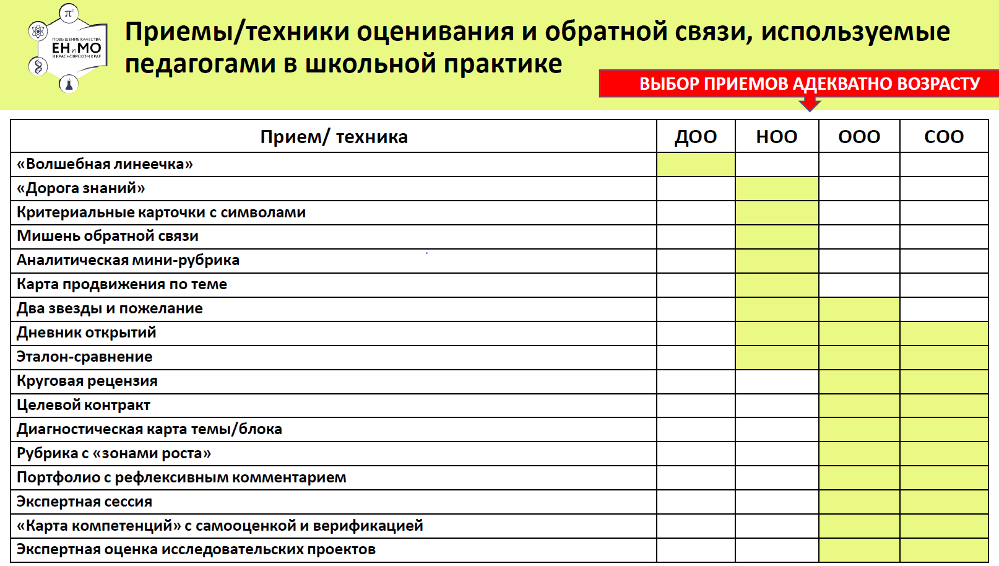 π²
ПОВЫШЕНИЕ КАЧЕСТВА
ЕН и МО
В КРАСНОЯРСКОМ КРАЕ
Приемы/техники оценивания и обратной связи, используемые
педагогами в школьной практике
ВЫБОР ПРИЕМОВ АДЕКВАТНО ВОЗРАСТУ
Прием/ техника ДОО НОО ООО СОО
«Волшебная линеечка»
«Дорога знаний»
Критериальные карточки с символами
Мишень обратной связи
Аналитическая мини-рубрика
Карта продвижения по теме
Два звезды и пожелание
Дневник открытий
Эталон-сравнение
Круговая рецензия
Целевой контракт
Диагностическая карта темы/блока
Рубрика с «зонами роста»
Портфолио с рефлексивным комментарием
Экспертная сессия
«Карта компетенций» с самооценкой и верификацией
Экспертная оценка исследовательских проектов